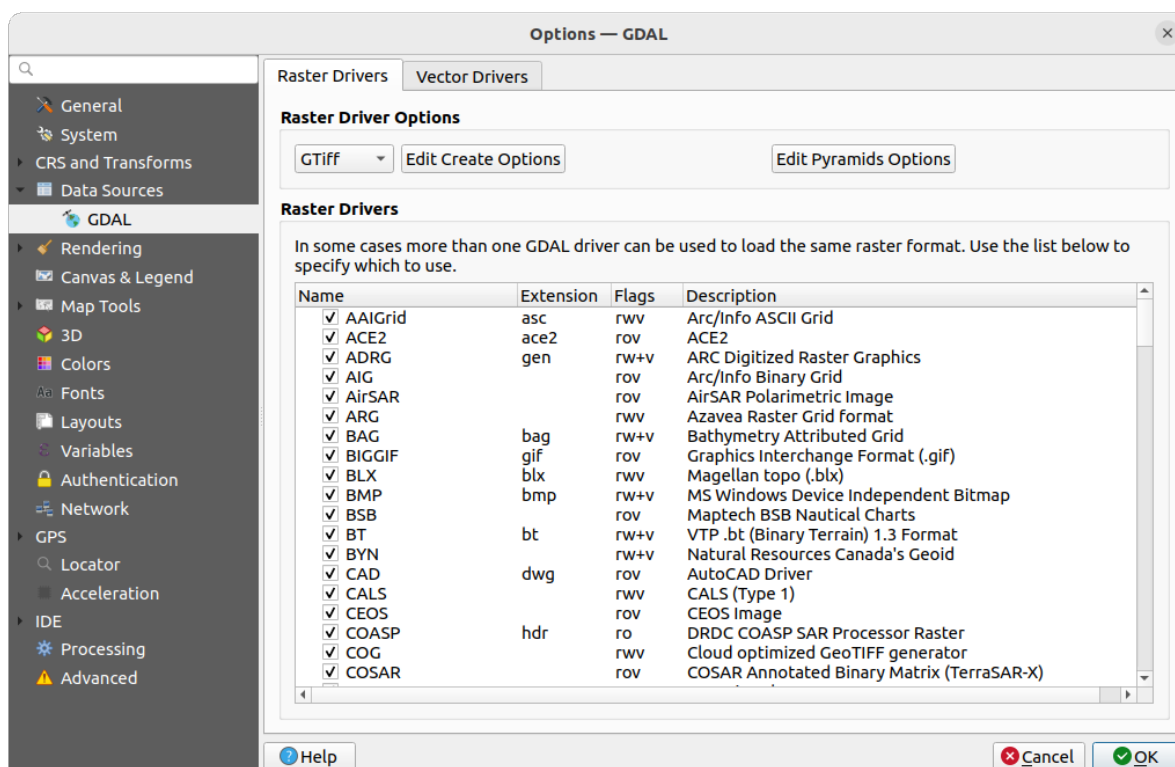 Options — GDAL
General
System
CRS and Transforms
Data Sources
GDAL
Rendering
Canvas & Legend
Map Tools
3D
Colors
Aa Fonts
Layouts
Variables
Authentication
Network
GPS
Locator
Acceleration
IDE
Processing
Advanced
Raster Drivers Vector Drivers
Raster Driver Options
GTiff Edit Create Options Edit Pyramids Options
Raster Drivers
In some cases more than one GDAL driver can be used to load the same raster format. Use the list below to
specify which to use.
Name Extension Flags Description
AAIGrid asc rwv Arc/Info ASCII Grid
ACE2 ace2 rov ACE2
ADRG gen rw+v ARC Digitized Raster Graphics
AIG rov Arc/Info Binary Grid
AirSAR rov AirSAR Polarimetric Image
ARG rwv Azavea Raster Grid format
BAG bag rw+v Bathymetry Attributed Grid
BIGGIF gif rov Graphics Interchange Format (.gif)
BLX blx rwv Magellan topo (.blx)
BMP bmp rw+v MS Windows Device Independent Bitmap
BSB rov Maptech BSB Nautical Charts
BT bt rw+v VTP .bt (Binary Terrain) 1.3 Format
BYN rw+v Natural Resources Canada's Geoid
CAD dwg rov AutoCAD Driver
CALS rwv CALS (Type 1)
CEOS rov CEOS Image
COASP hdr ro DRDC COASP SAR Processor Raster
COG rwv Cloud optimized GeoTIFF generator
COSAR rov COSAR Annotated Binary Matrix (TerraSAR-X)
Help Cancel OK